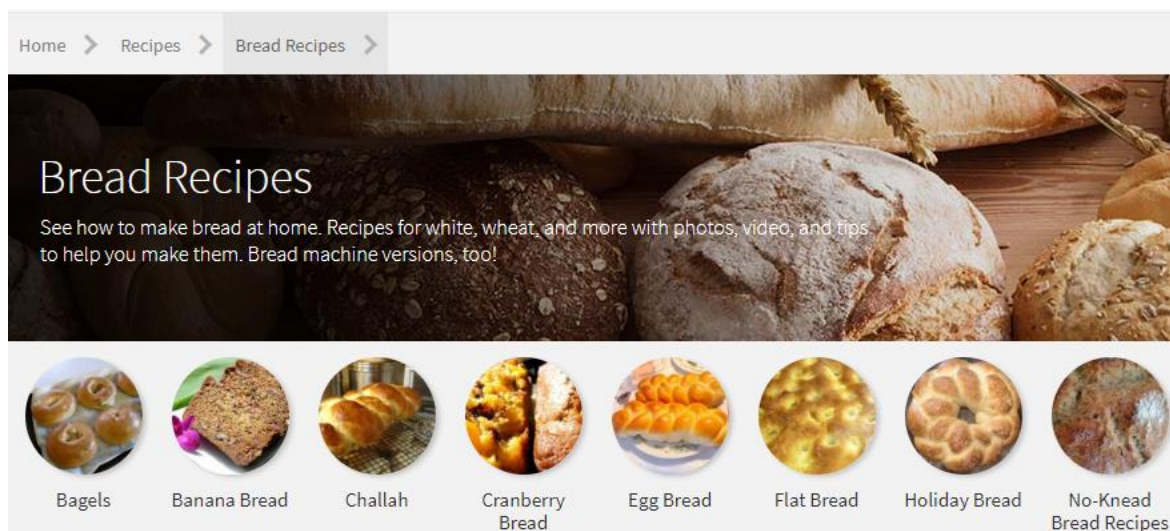 Home Recipes Bread Recipes
Bread Recipes
See how to make bread at home. Recipes for white, wheat, and more with photos, video, and tips
to help you make them. Bread machine versions, too!
Bagels
Banana Bread
Challah
Cranberry
Bread
Egg Bread
Flat Bread
Holiday Bread
No-Knead
Bread Recipes